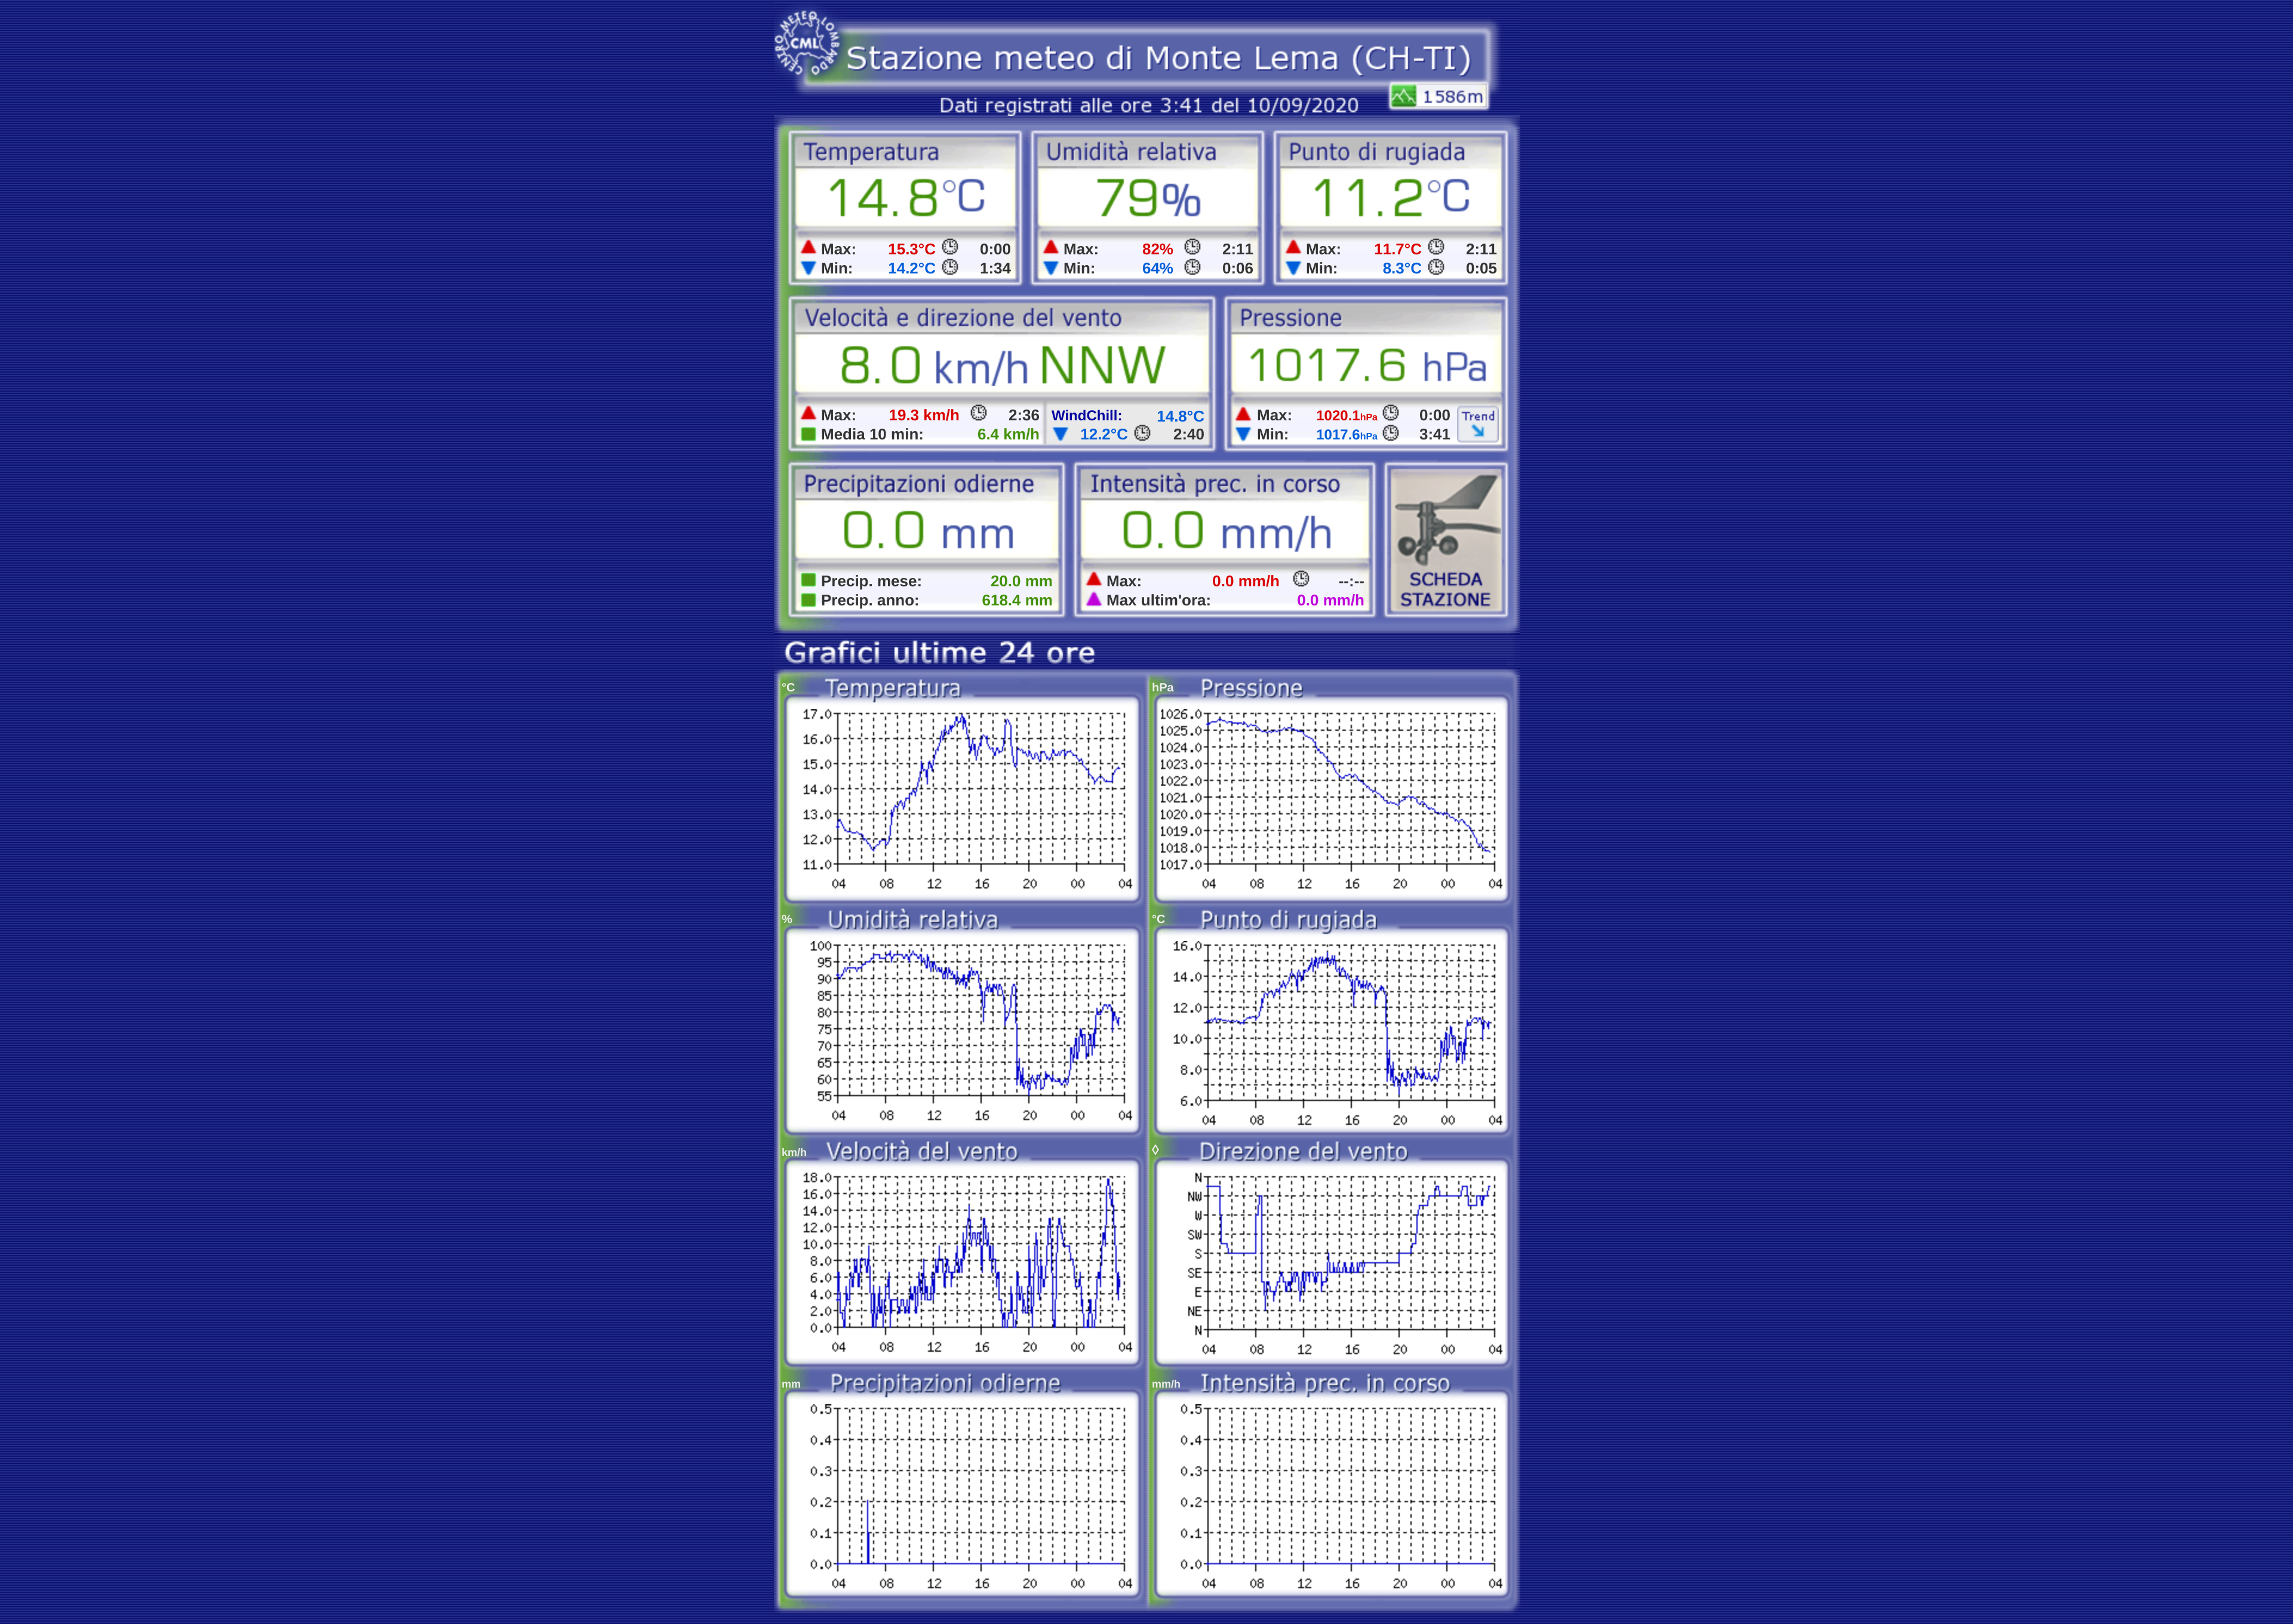 CENTRO METEO LOMBARDO
CML
Stazione meteo di Monte Lema (CH-TI)
1586m
Dati registrati alle ore 3:41 del 10/09/2020
Temperatura Umidità relativa Punto di rugiada
14.8°C 79% 11.2°C
Max: 15.3°C 0:00 Max: 82% 2:11 Max: 11.7°C 2:11
Min: 14.2°C 1:34 Min: 64% 0:06 Min: 8.3°C 0:05
Velocità e direzione del vento Pressione
8.0 km/h NNW 1017.6 hPa
Max: 19.3 km/h 2:36 WindChill: 14.8°C Max: 1020.1hPa 0:00 Trend
Media 10 min: 6.4 km/h 12.2°C 2:40 Min: 1017.6hPa 3:41
Precipitazioni odierne Intensità prec. in corso
0.0 mm 0.0 mm/h
Precip. mese: 20.0 mm Max: 0.0 mm/h --:-- SCHEDA
Precip. anno: 618.4 mm Max ultim'ora: 0.0 mm/h STAZIONE
Grafici ultime 24 ore
°C Temperatura
17.0
16.0
15.0
14.0
13.0
12.0
11.0
04 08 12 16 20 00 04
hPa Pressione
1026.0
1025.0
1024.0
1023.0
1022.0
1021.0
1020.0
1019.0
1018.0
1017.0
04 08 12 16 20 00 04
% Umidità relativa
100
95
90
85
80
75
70
65
60
55
04 08 12 16 20 00 04
°C Punto di rugiada
16.0
14.0
12.0
10.0
8.0
6.0
04 08 12 16 20 00 04
km/h Velocità del vento
18.0
16.0
14.0
12.0
10.0
8.0
6.0
4.0
2.0
0.0
04 08 12 16 20 00 04
◊ Direzione del vento
N
NW
W
SW
S
SE
E
NE
N
04 08 12 16 20 00 04
mm Precipitazioni odierne
0.5
0.4
0.3
0.2
0.1
0.0
04 08 12 16 20 00 04
mm/h Intensità prec. in corso
0.5
0.4
0.3
0.2
0.1
0.0
04 08 12 16 20 00 04